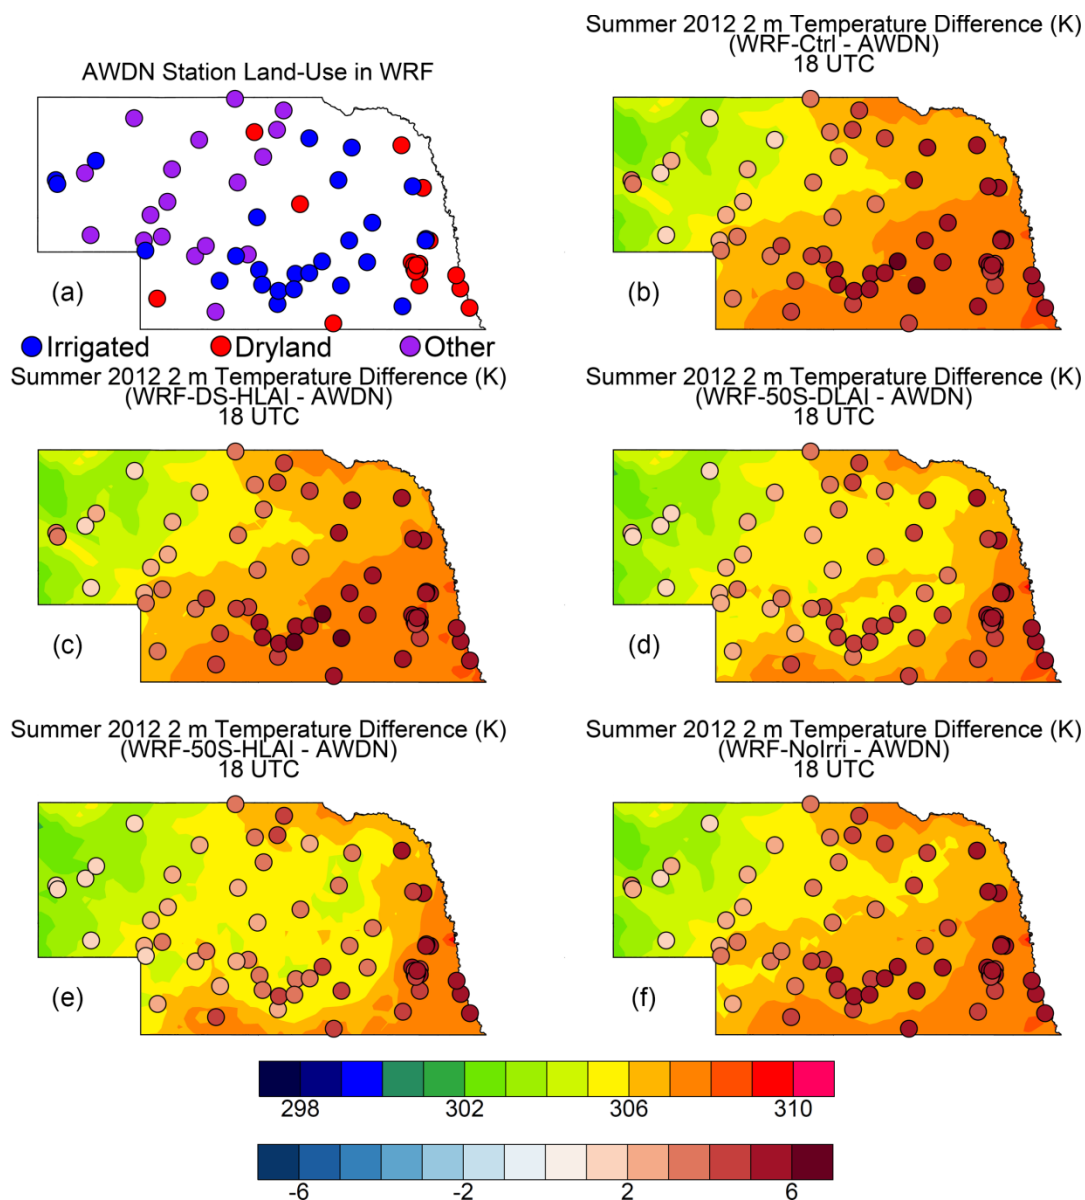 AWDN Station Land-Use in WRF
(a)
Irrigated Dryland Other
Summer 2012 2 m Temperature Difference (K)
(WRF-Ctrl - AWDN)
18 UTC
(b)
Summer 2012 2 m Temperature Difference (K)
(WRF-DS-HLAI - AWDN)
18 UTC
(c)
Summer 2012 2 m Temperature Difference (K)
(WRF-50S-DLAI - AWDN)
18 UTC
(d)
Summer 2012 2 m Temperature Difference (K)
(WRF-50S-HLAI - AWDN)
18 UTC
(e)
Summer 2012 2 m Temperature Difference (K)
(WRF-NoIrri - AWDN)
18 UTC
(f)
298 302 306 310
-6 -2 2 6